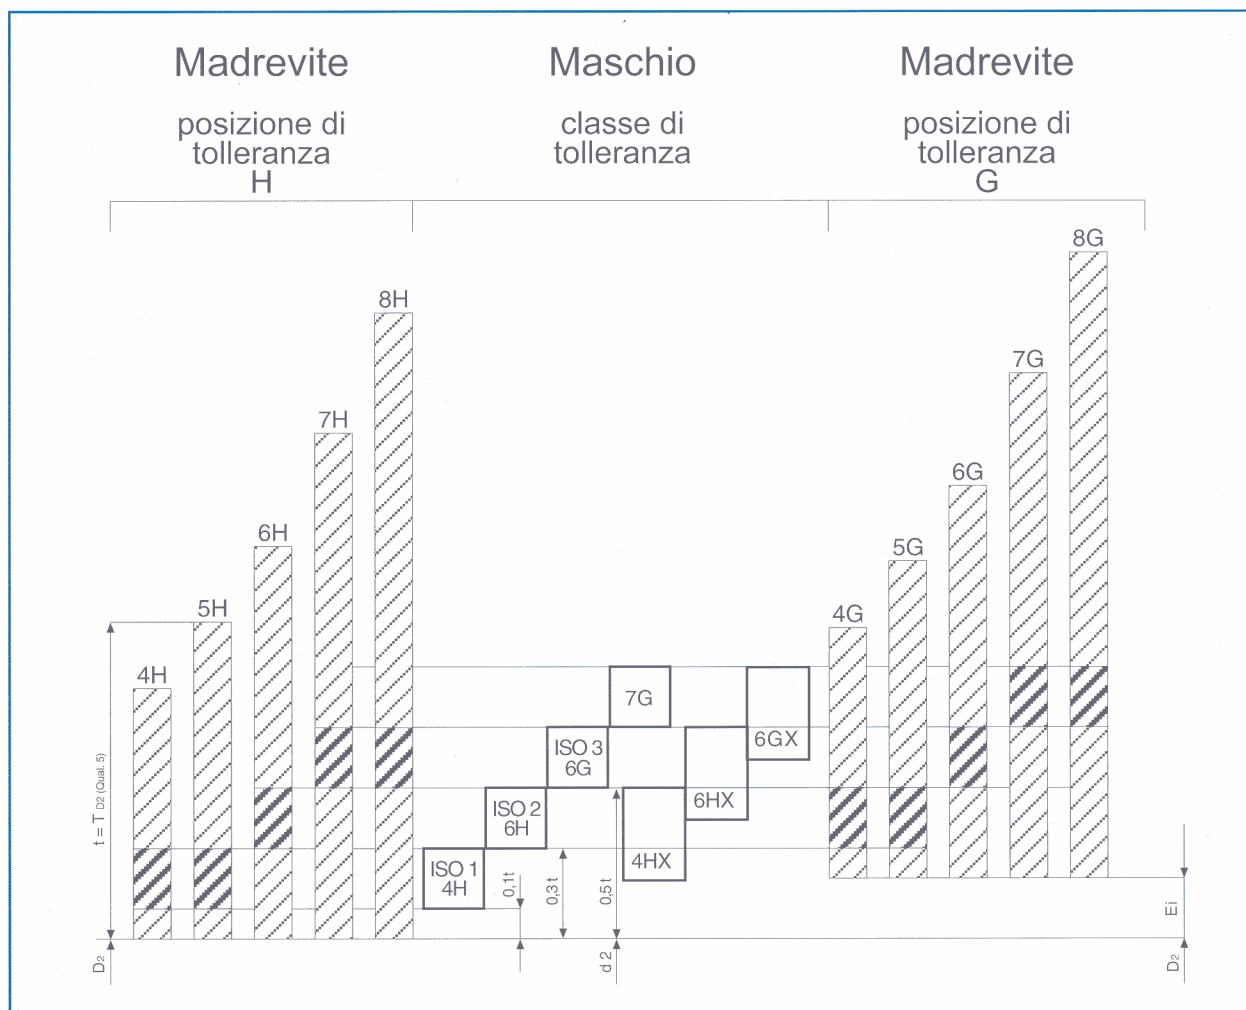 Madrevite
posizione di
tolleranza
H
Maschio
classe di
tolleranza
Madrevite
posizione di
tolleranza
G
8G
8H
7G
7H
6G
6H
5G
5H
4G
4H
7G
ISO 3
6G
6GX
ISO 2
6H
6HX
ISO 1
4H
4HX
0,1t
0,3 t
0,5 t
t = T D2 (Qual. 5)
D2
d 2
Ei
D2